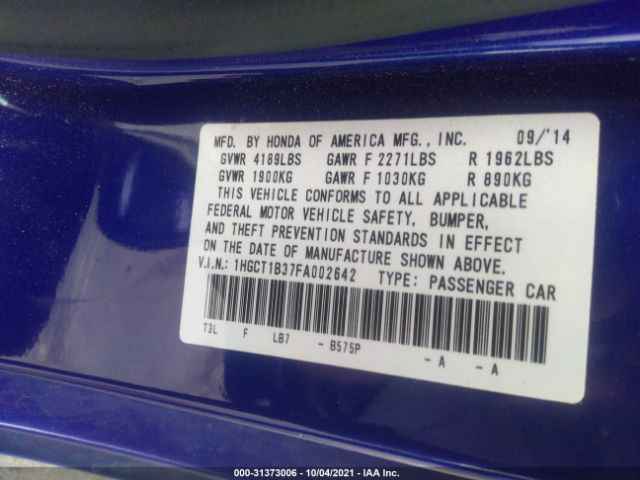 MFD. BY HONDA OF AMERICA MFG., INC. 09/'14
GVWR 4189LBS GAWR F 2271LBS R 1962LBS
GVWR 1900KG GAWR F 1030KG R 890KG
THIS VEHICLE CONFORMS TO ALL APPLICABLE
FEDERAL MOTOR VEHICLE SAFETY, BUMPER,
AND THEFT PREVENTION STANDARDS IN EFFECT
ON THE DATE OF MANUFACTURE SHOWN ABOVE.
V.I.N.: 1HGCT1B37FA002642 TYPE: PASSENGER CAR
T3L F LB7 - B575P - A - A
000-31373006 - 10/04/2021 - IAA Inc.